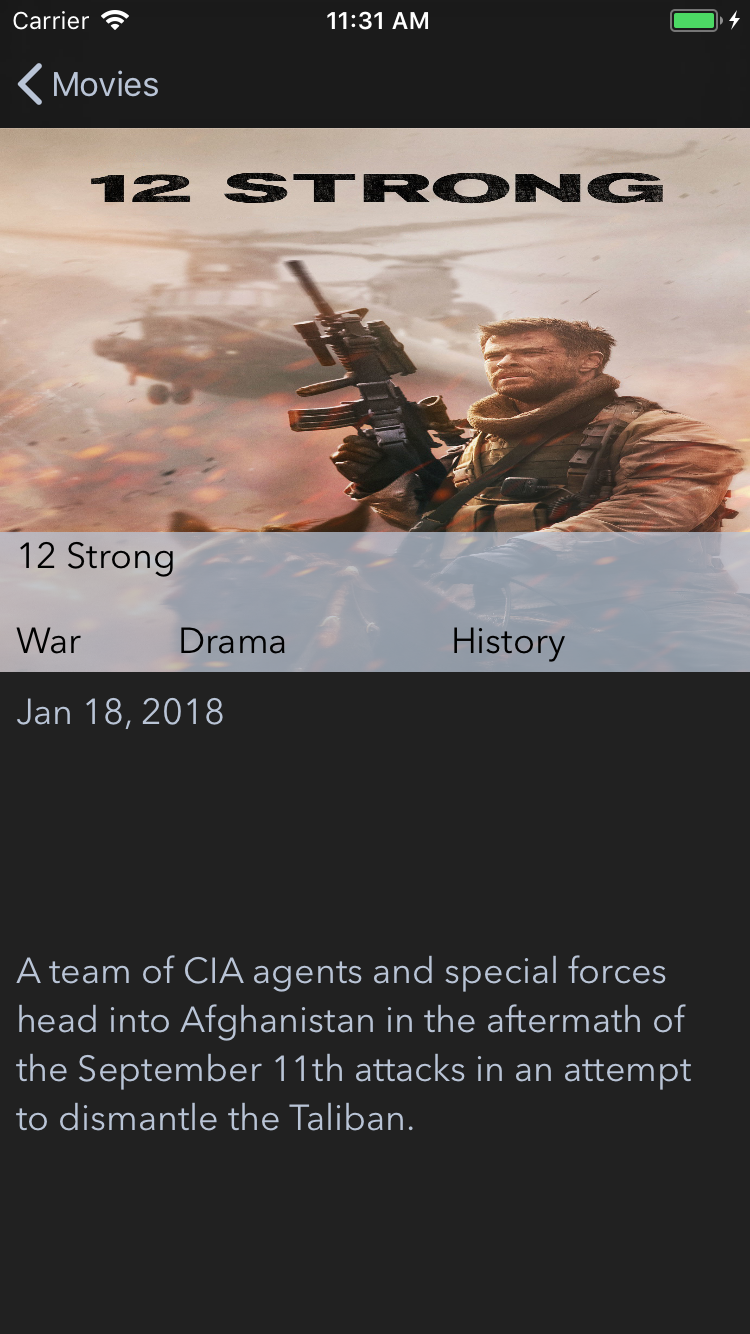 Carrier 11:31 AM
Movies
12 STRONG
12 Strong
War Drama History
Jan 18, 2018
A team of CIA agents and special forces
head into Afghanistan in the aftermath of
the September 11th attacks in an attempt
to dismantle the Taliban.